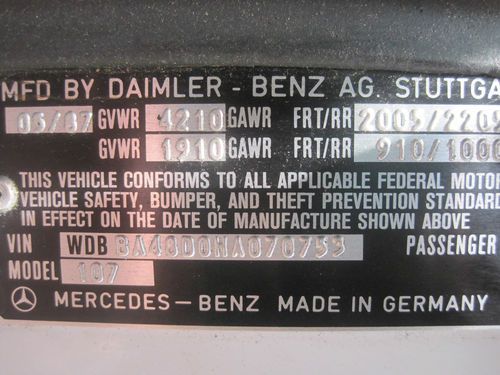 MFD BY DAIMLER - BENZ AG. STUTTGA
05/87 GVWR 4210 GAWR FRT/RR 2005/2205
GVWR 1910 GAWR FRT/RR 910/1000
THIS VEHICLE CONFORMS TO ALL APPLICABLE FEDERAL MOTOR
VEHICLE SAFETY, BUMPER, AND THEFT PREVENTION STANDARD
IN EFFECT ON THE DATE OF MANUFACTURE SHOWN ABOVE
VIN WDB BA48D0HA070753 PASSENGER
MODEL 107
MERCEDES-BENZ MADE IN GERMANY